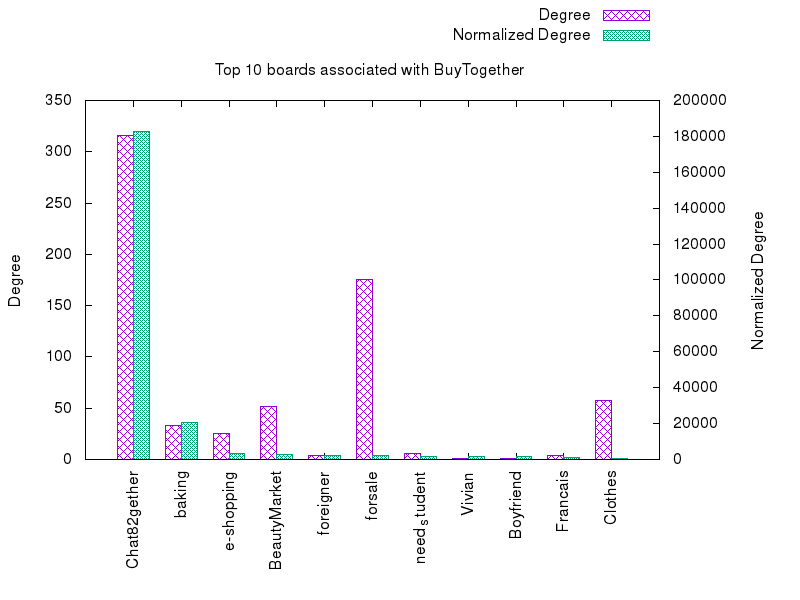 Degree
Normalized Degree
Top 10 boards associated with BuyTogether
350
300
250
200
150
100
50
0
200000
180000
160000
140000
120000
100000
80000
60000
40000
20000
0
Degree
Normalized Degree
Chat82gether
baking
e-shopping
BeautyMarket
foreigner
forsale
need_student
Vivian
Boyfriend
Francais
Clothes